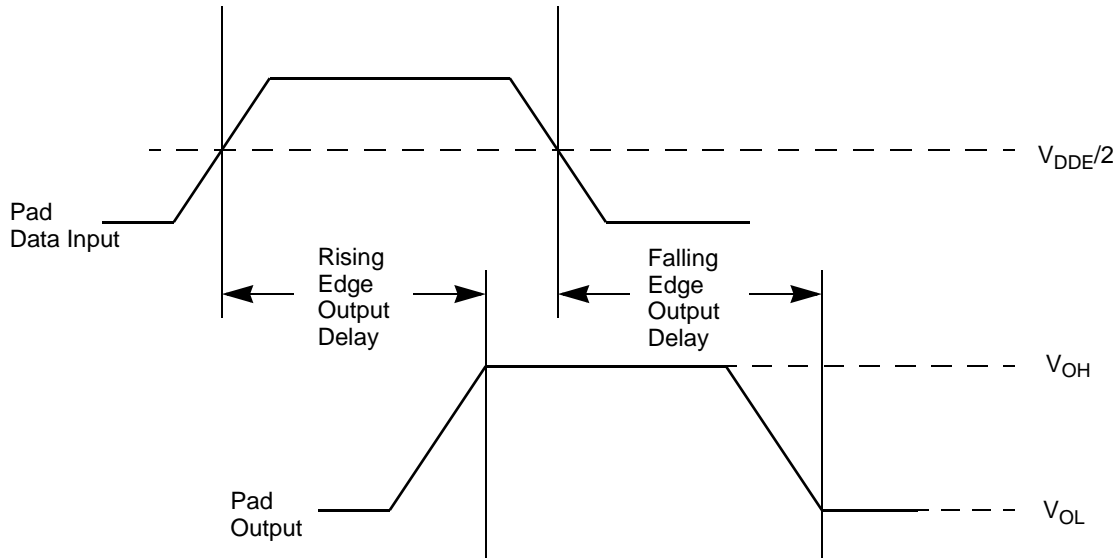 V_DDE/2
Pad
Data Input
Rising
Edge
Output
Delay
Falling
Edge
Output
Delay
V_OH
Pad
Output
V_OL